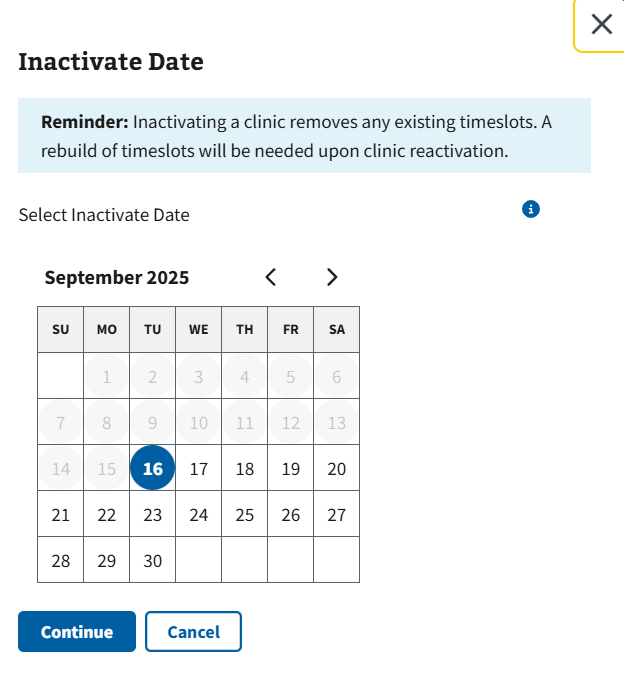 Inactivate Date
Reminder: Inactivating a clinic removes any existing timeslots. A
rebuild of timeslots will be needed upon clinic reactivation.
Select Inactivate Date
September 2025
SU MO TU WE TH FR SA
1 2 3 4 5 6
7 8 9 10 11 12 13
14 15 16 17 18 19 20
21 22 23 24 25 26 27
28 29 30
Continue Cancel